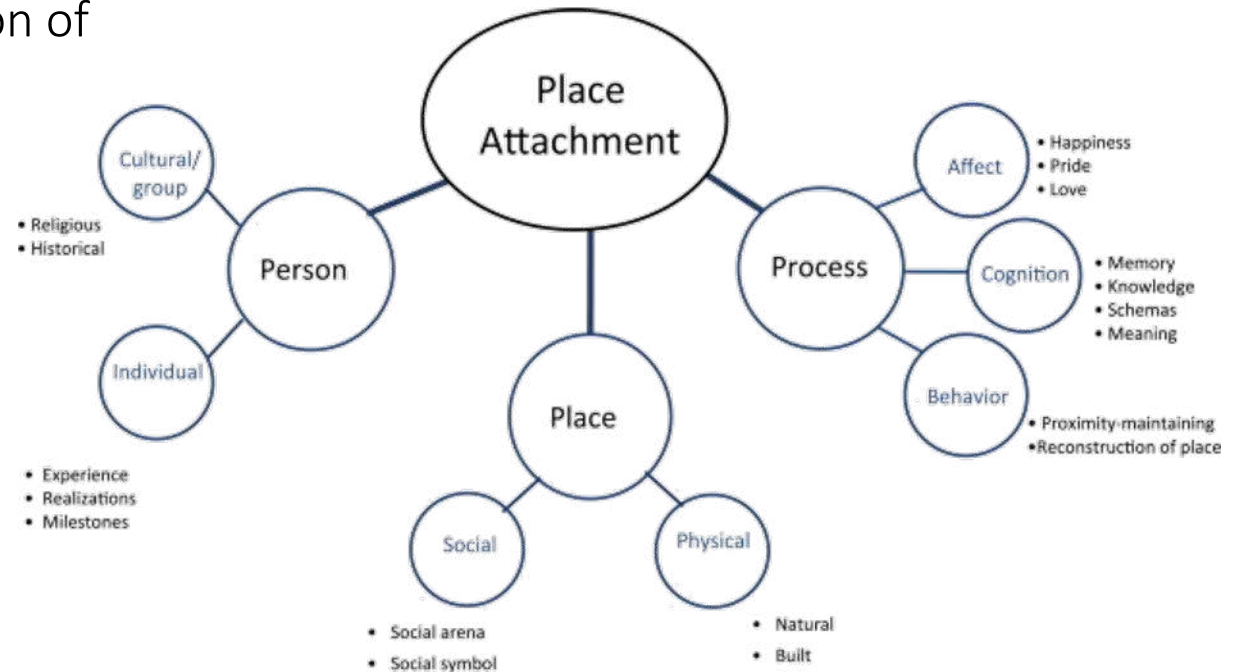 on of
Place
Attachment
Cultural/
group
• Religious
• Historical
Person
Individual
• Experience
• Realizations
• Milestones
Place
Social
• Social arena
• Social symbol
Physical
• Natural
• Built
Process
Affect
• Happiness
• Pride
• Love
Cognition
• Memory
• Knowledge
• Schemas
• Meaning
Behavior
• Proximity-maintaining
•Reconstruction of place